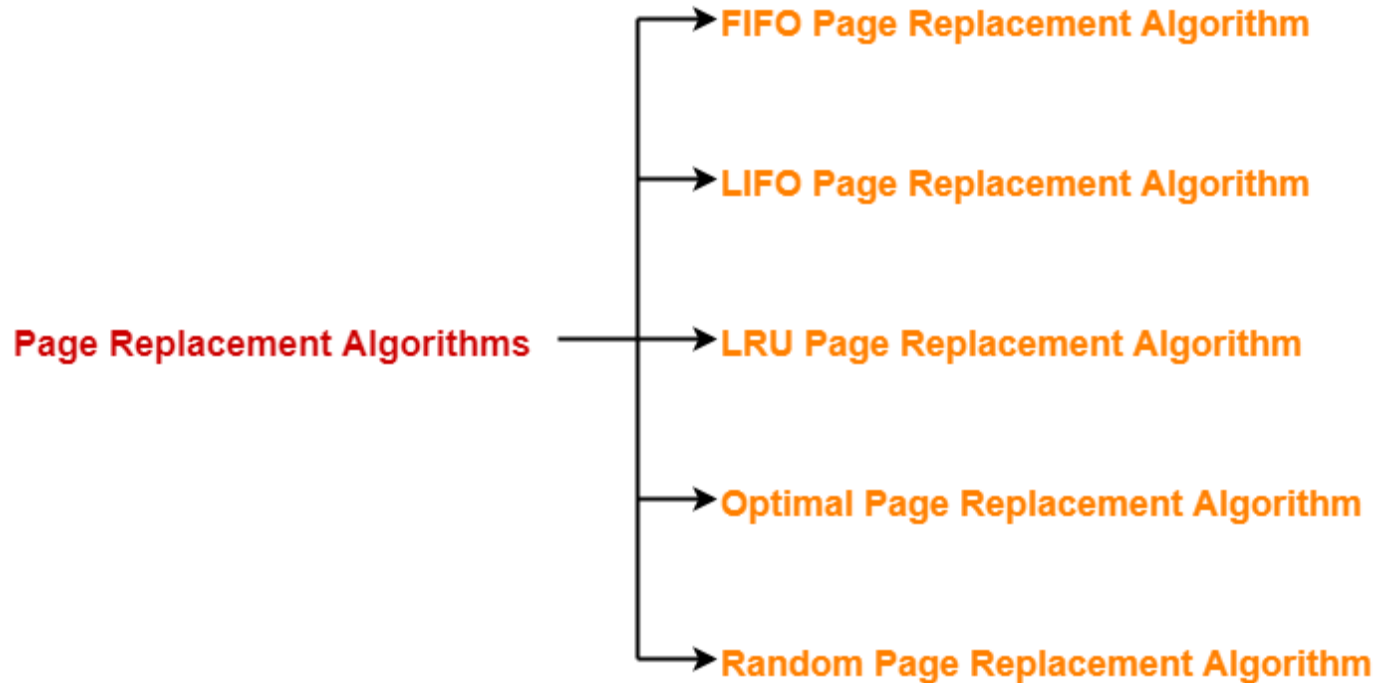 FIFO Page Replacement Algorithm
LIFO Page Replacement Algorithm
Page Replacement Algorithms
LRU Page Replacement Algorithm
Optimal Page Replacement Algorithm
Random Page Replacement Algorithm